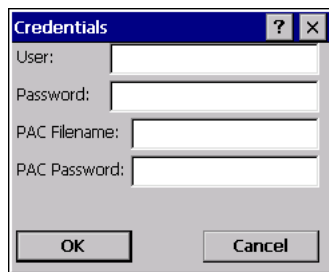 Credentials ? ×
User:
Password:
PAC Filename:
PAC Password:
OK Cancel